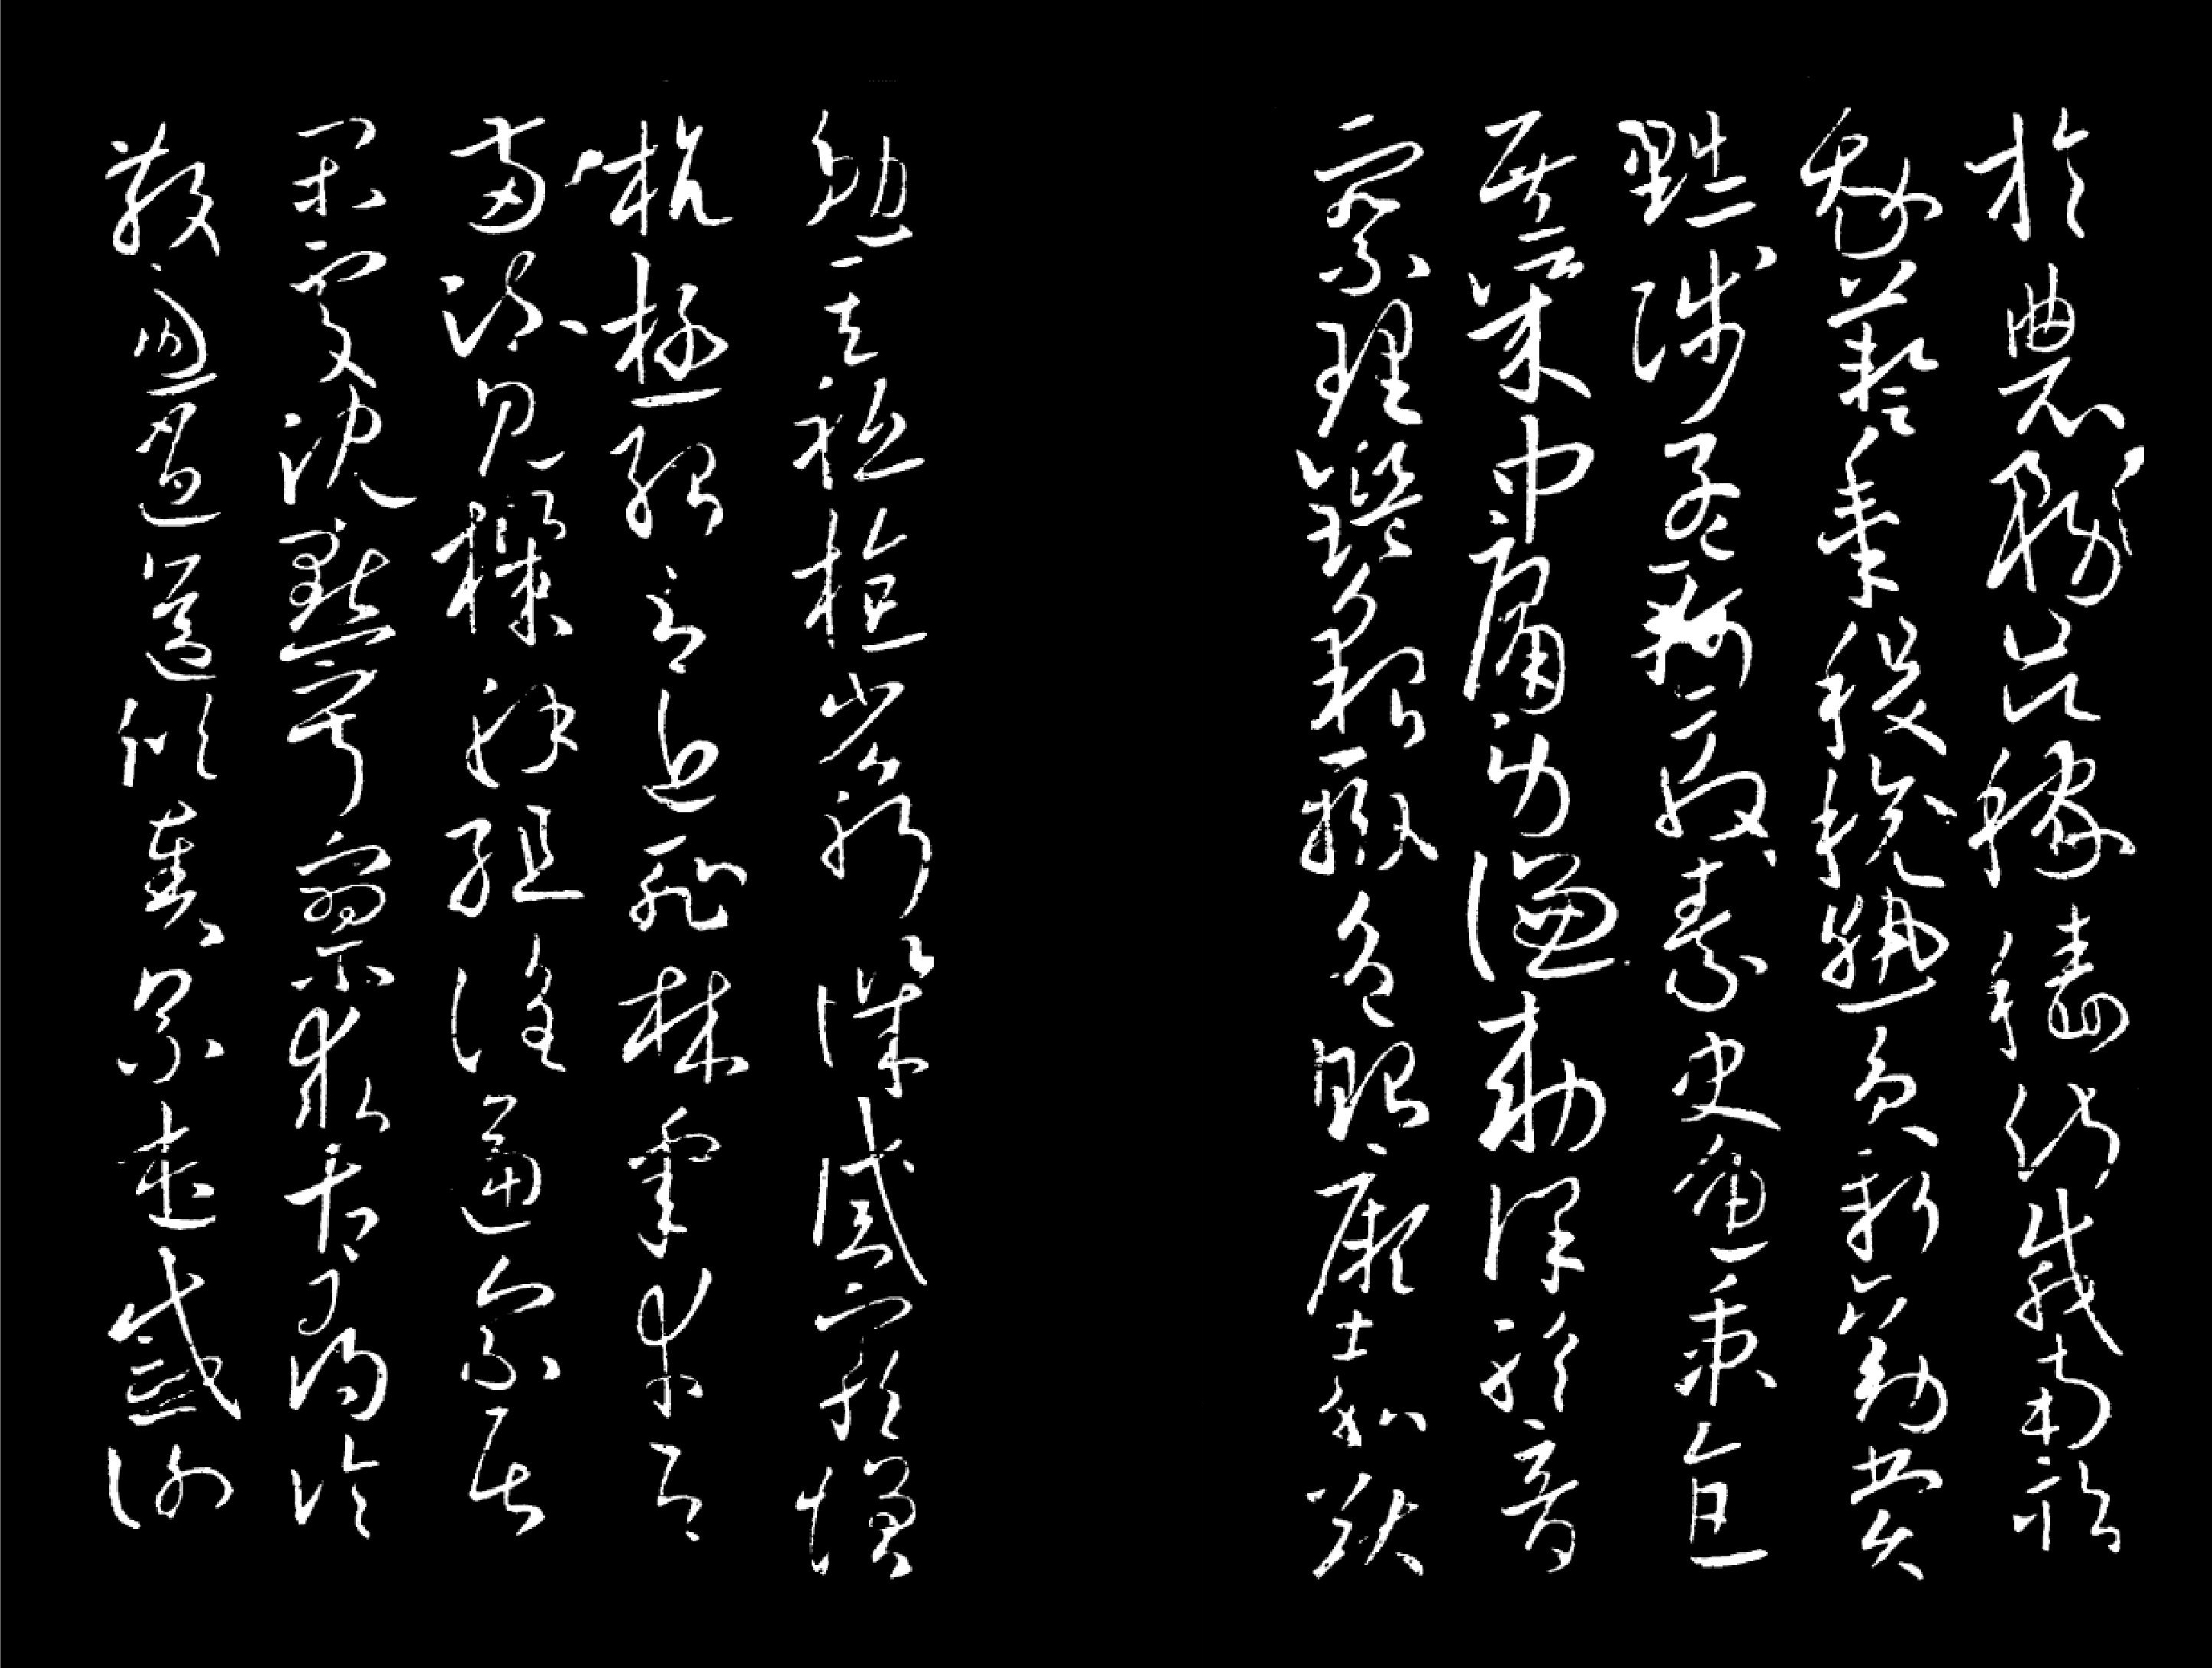 於農務茲稼穡俶載南畝
我藝黍稷稅熟貢新勸賞
黜陟孟軻敦素史魚秉直
庶幾中庸勞謙勅謹聆音
察理鑒貌辨色貽厥嘉猷
勉其祗植省躬譏誡寵增
抗極殆辱近恥林皋幸即
兩疏見機解組誰逼索居
閑處沉默寂寥求古尋論
散慮逍遙欣奏累遣慼謝